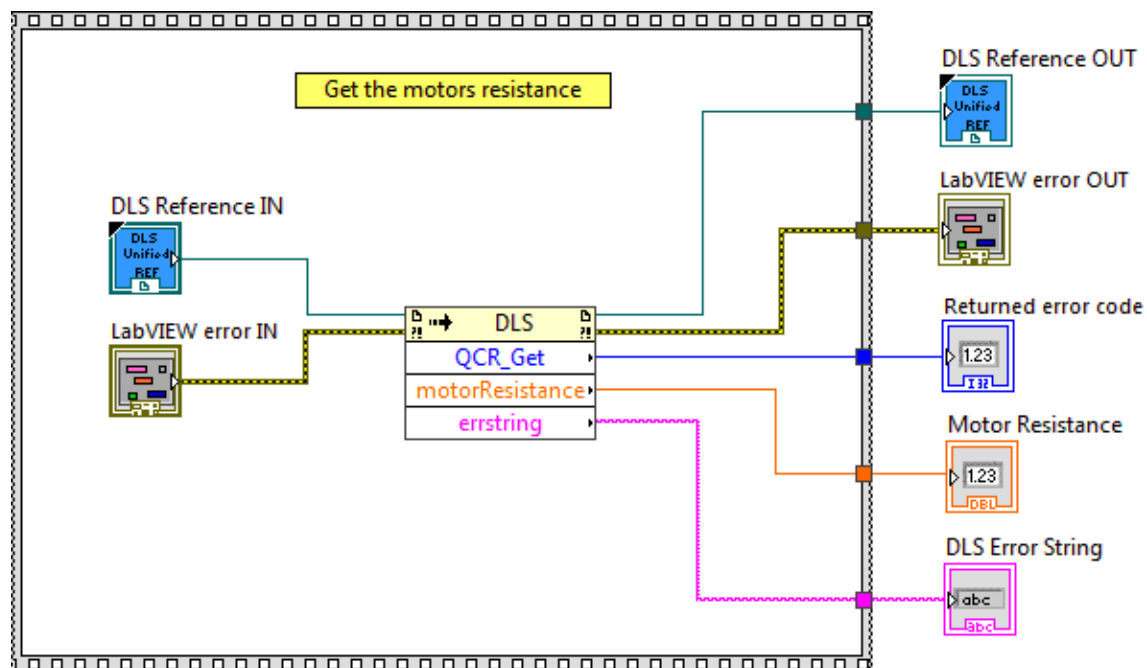 Get the motors resistance
DLS Reference OUT
DLS
Unified
REF
LabVIEW error OUT
DLS Reference IN
DLS
Unified
REF
LabVIEW error IN
?!
DLS
?!
QCR_Get
motorResistance
errstring
Returned error code
1.23
I32
Motor Resistance
1.23
DBL
DLS Error String
abc
abc